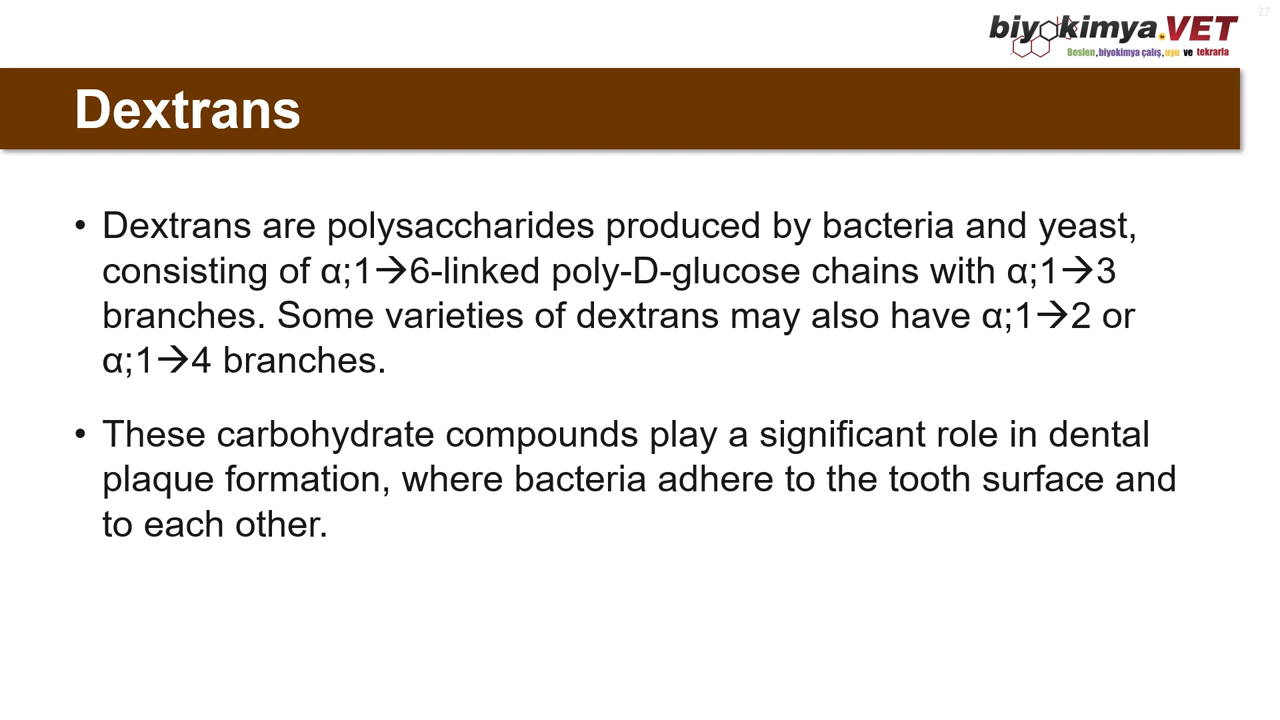 27
biyokimya.VET
Beslen,biyokimya çalış,uyu ve tekrarla
Dextrans
• Dextrans are polysaccharides produced by bacteria and yeast,
consisting of α;1→6-linked poly-D-glucose chains with α;1→3
branches. Some varieties of dextrans may also have α;1→2 or
α;1→4 branches.
• These carbohydrate compounds play a significant role in dental
plaque formation, where bacteria adhere to the tooth surface and
to each other.